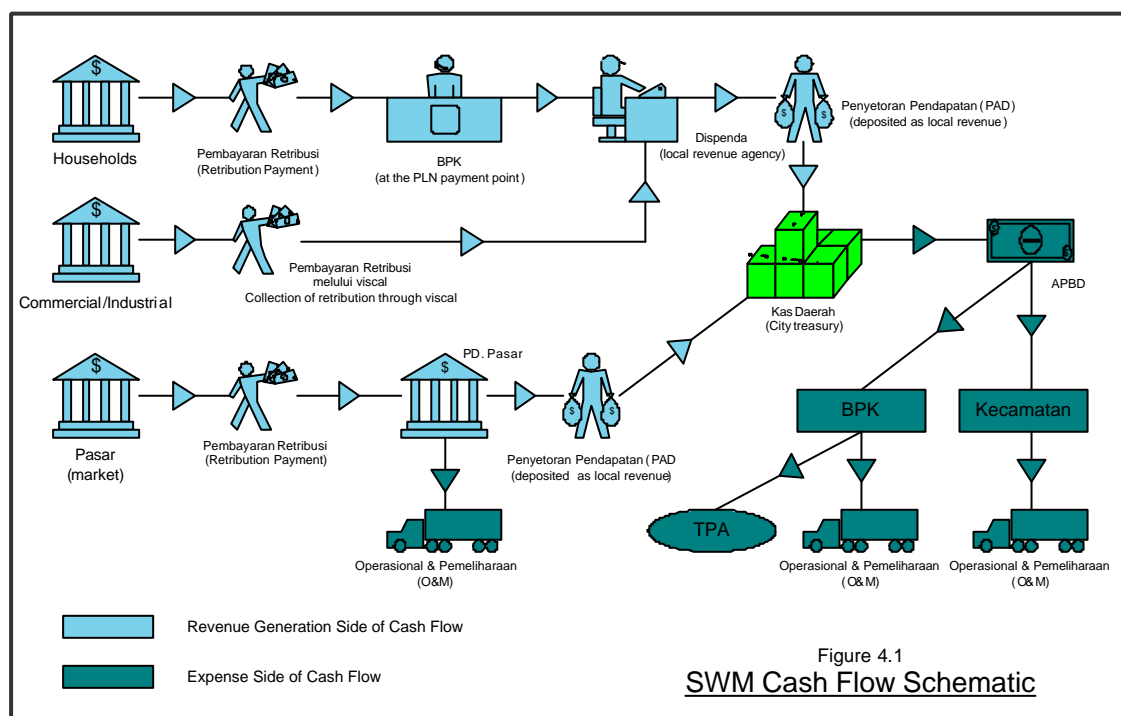 $
Households
Pembayaran Retribusi
(Retribution Payment)
BPK
(at the PLN payment point)
Dispenda
(local revenue agency)
$ $
Penyetoran Pendapatan (PAD)
(deposited as local revenue)
$
Commercial/Industrial
Pembayaran Retribusi
melului viscal
Collection of retribution through viscal
Kas Daerah
(City treasury)
APBD
$
Pasar
(market)
Pembayaran Retribusi
(Retribution Payment)
PD. Pasar
$
$ $
Penyetoran Pendapatan (PAD)
(deposited as local revenue)
Operasional & Pemeliharaan
(O&M)
BPK
Kecamatan
TPA
Operasional & Pemeliharaan
(O&M)
Operasional & Pemeliharaan
(O&M)
Revenue Generation Side of Cash Flow
Expense Side of Cash Flow
Figure 4.1
SWM Cash Flow Schematic